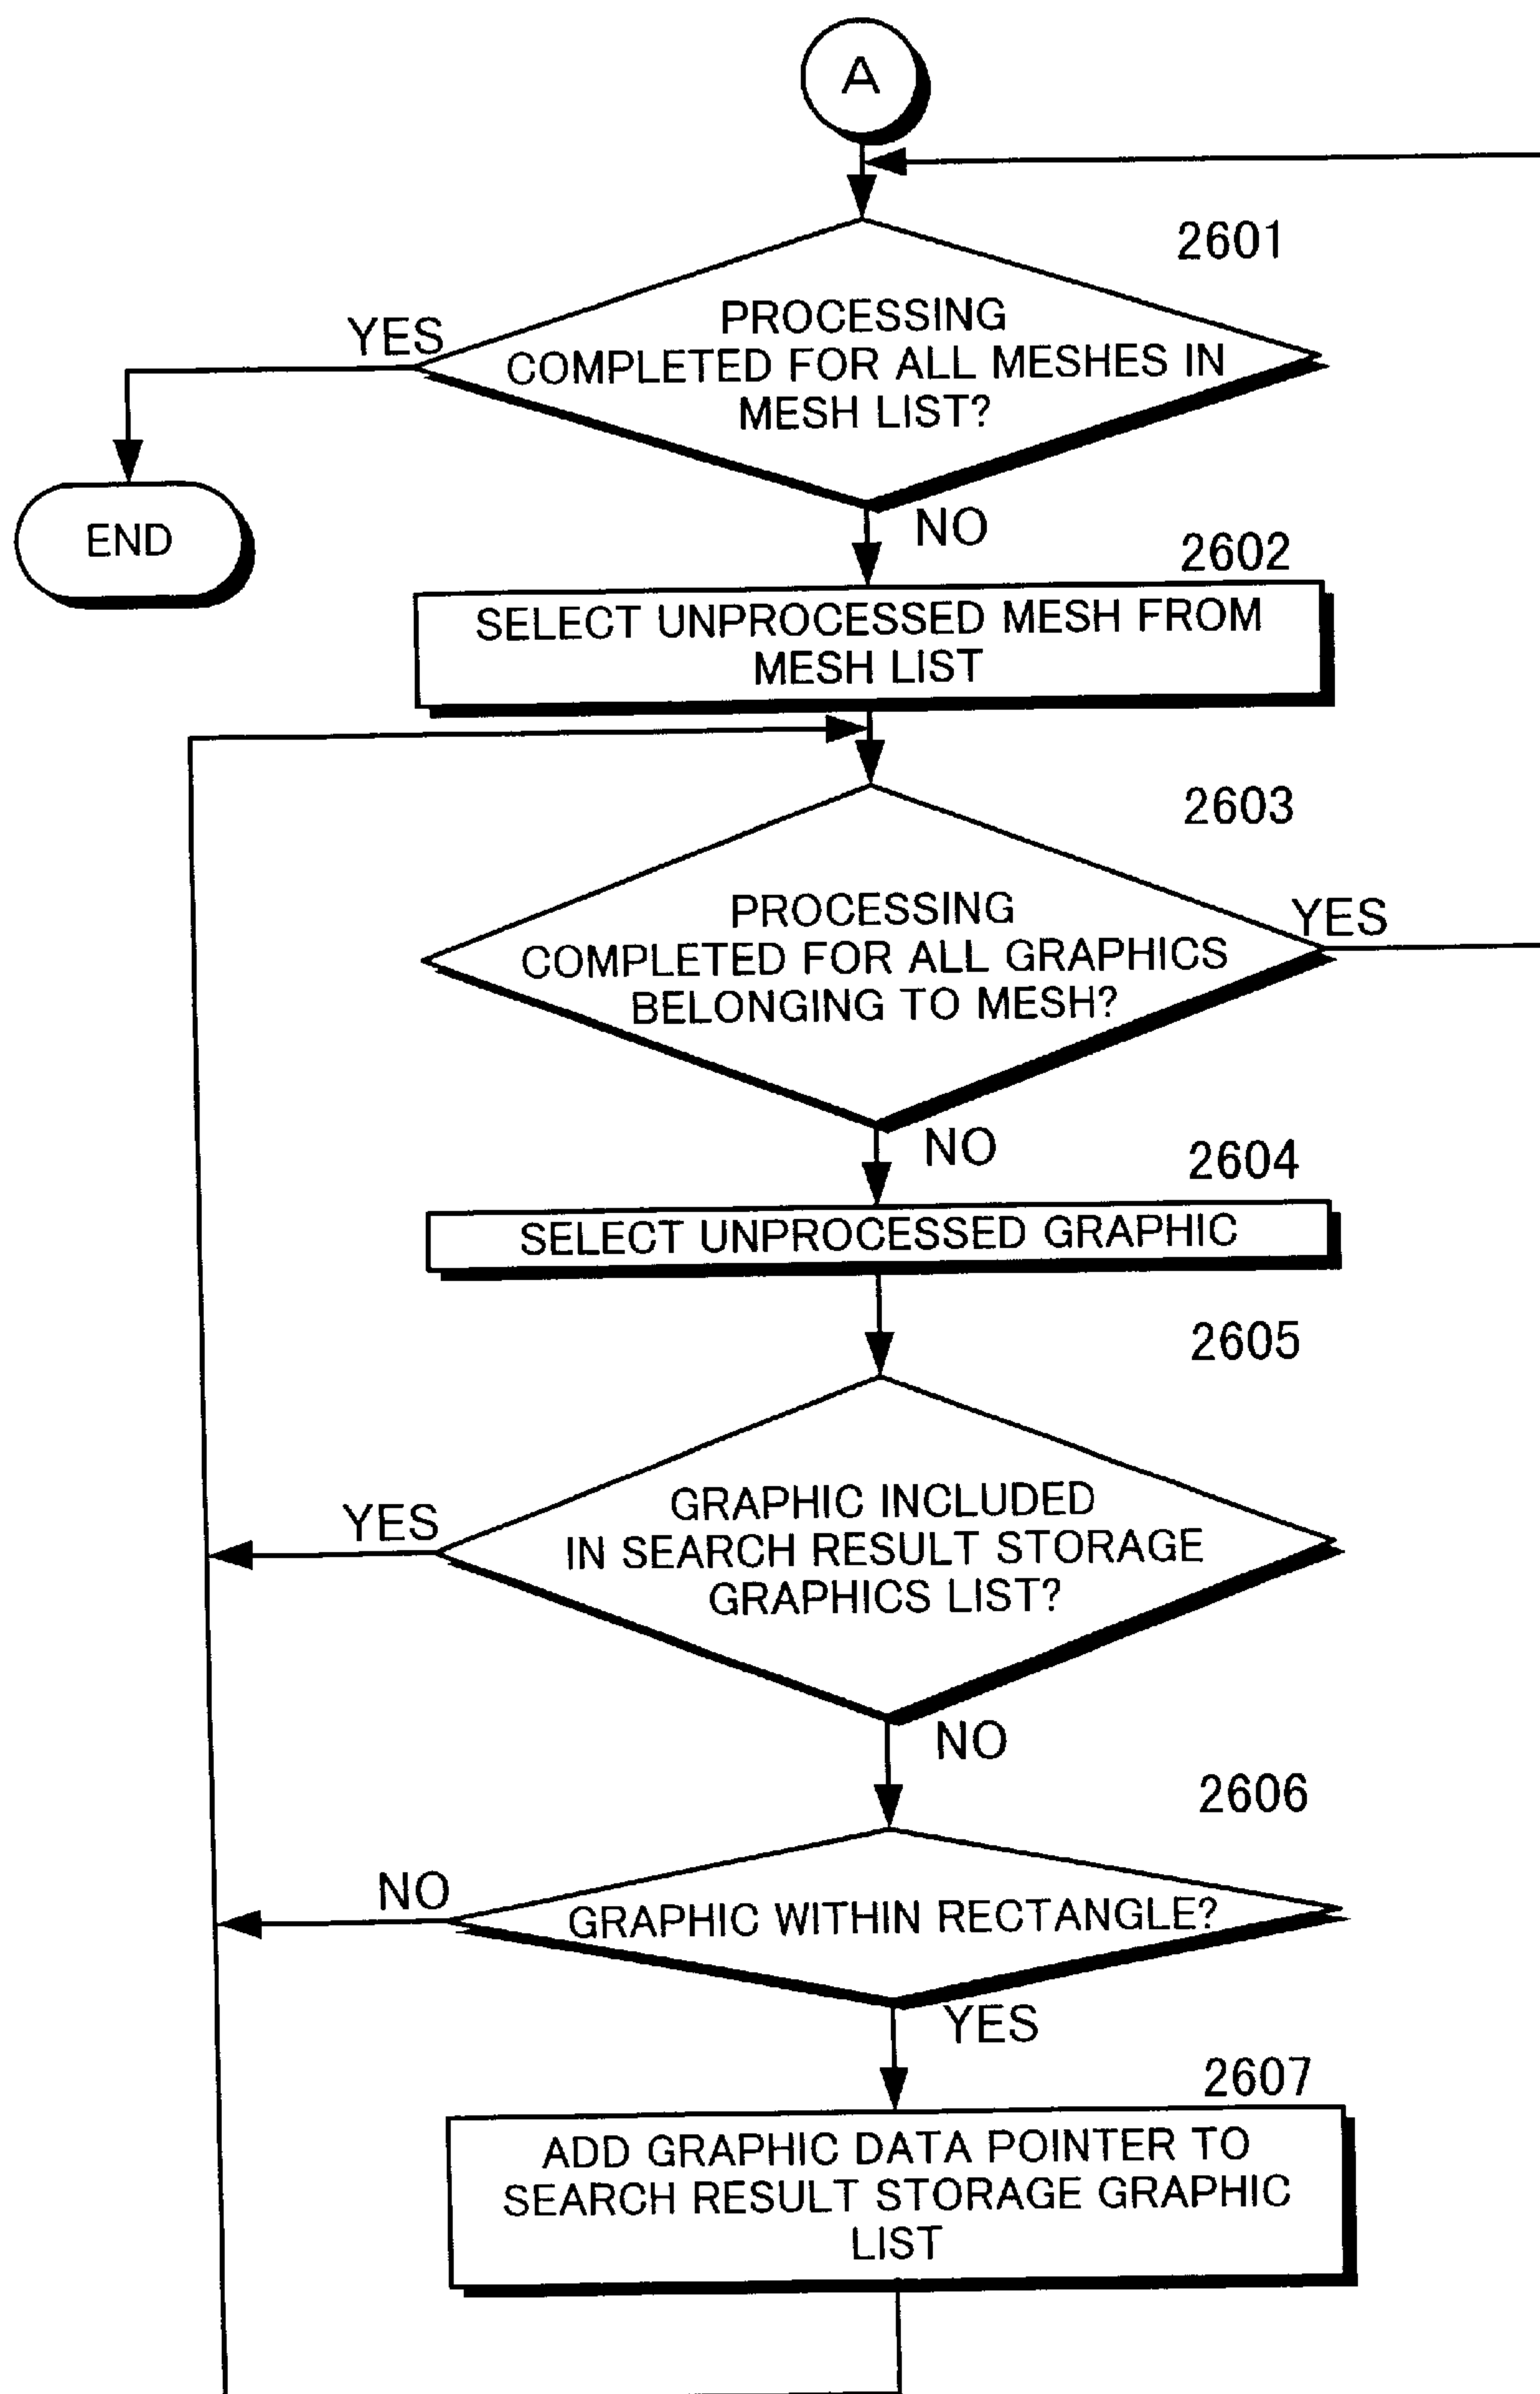 A
2601
PROCESSING
COMPLETED FOR ALL MESHES IN
MESH LIST?
YES
END
NO
2602
SELECT UNPROCESSED MESH FROM
MESH LIST
2603
PROCESSING
COMPLETED FOR ALL GRAPHICS
BELONGING TO MESH?
YES
NO
2604
SELECT UNPROCESSED GRAPHIC
2605
GRAPHIC INCLUDED
IN SEARCH RESULT STORAGE
GRAPHICS LIST?
YES
NO
2606
NO
GRAPHIC WITHIN RECTANGLE?
YES
2607
ADD GRAPHIC DATA POINTER TO
SEARCH RESULT STORAGE GRAPHIC
LIST